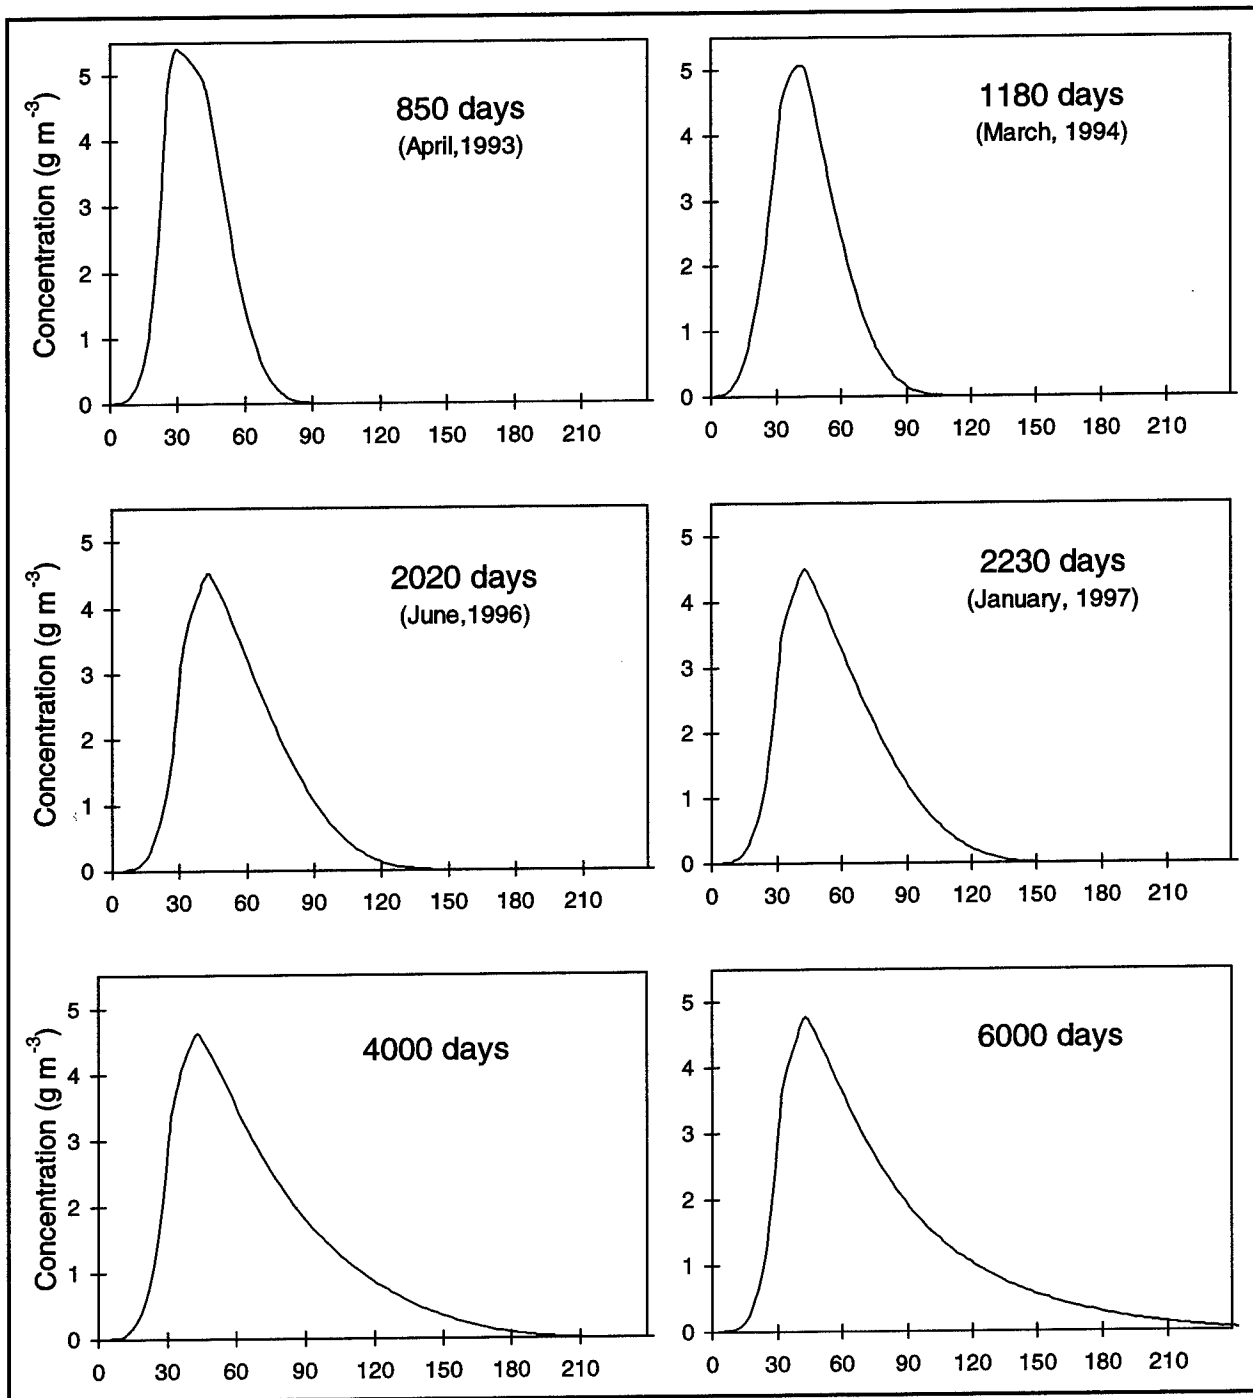 Concentration (g m⁻³)
5
4
3
2
1
0
850 days
(April,1993)
0 30 60 90 120 150 180 210
5
4
3
2
1
0
1180 days
(March, 1994)
0 30 60 90 120 150 180 210
Concentration (g m⁻³)
5
4
3
2
1
0
2020 days
(June,1996)
0 30 60 90 120 150 180 210
5
4
3
2
1
0
2230 days
(January, 1997)
0 30 60 90 120 150 180 210
Concentration (g m⁻³)
5
4
3
2
1
0
4000 days
0 30 60 90 120 150 180 210
5
4
3
2
1
0
6000 days
0 30 60 90 120 150 180 210